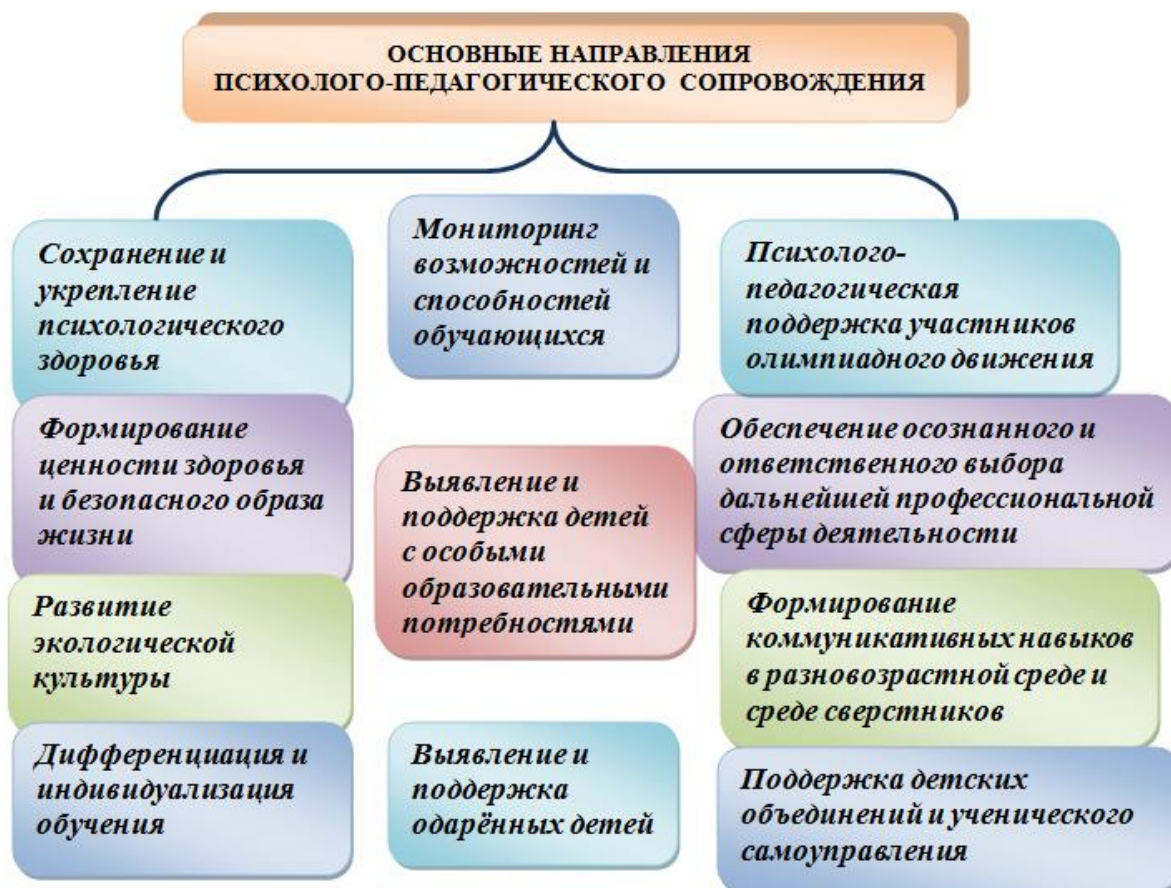 ОСНОВНЫЕ НАПРАВЛЕНИЯ
ПСИХОЛОГО-ПЕДАГОГИЧЕСКОГО СОПРОВОЖДЕНИЯ
Сохранение и
укрепление
психологического
здоровья
Формирование
ценности здоровья
и безопасного образа
жизни
Развитие
экологической
культуры
Дифференциация и
индивидуализация
обучения
Мониторинг
возможностей и
способностей
обучающихся
Выявление и
поддержка детей
с особыми
образовательными
потребностями
Выявление и
поддержка
одарённых детей
Психолого-
педагогическая
поддержка участников
олимпиадного движения
Обеспечение осознанного и
ответственного выбора
дальнейшей профессиональной
сферы деятельности
Формирование
коммуникативных навыков
в разновозрастной среде и
среде сверстников
Поддержка детских
объединений и ученического
самоуправления